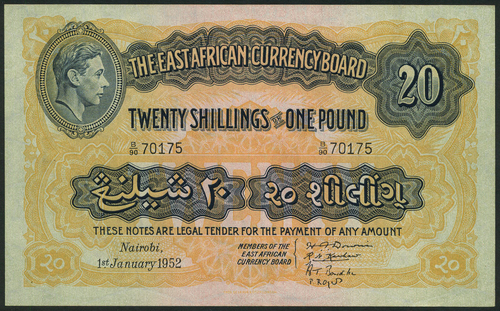 THE EAST AFRICAN CURRENCY BOARD
20
TWENTY SHILLINGS OR ONE POUND
B/90 70175 B/90 70175
شيلنڠ ٢٠ ૨૦ શીલીંગ
THESE NOTES ARE LEGAL TENDER FOR THE PAYMENT OF ANY AMOUNT
Nairobi,
1st January 1952
MEMBERS OF THE
EAST AFRICAN
CURRENCY BOARD
20 ૨૦